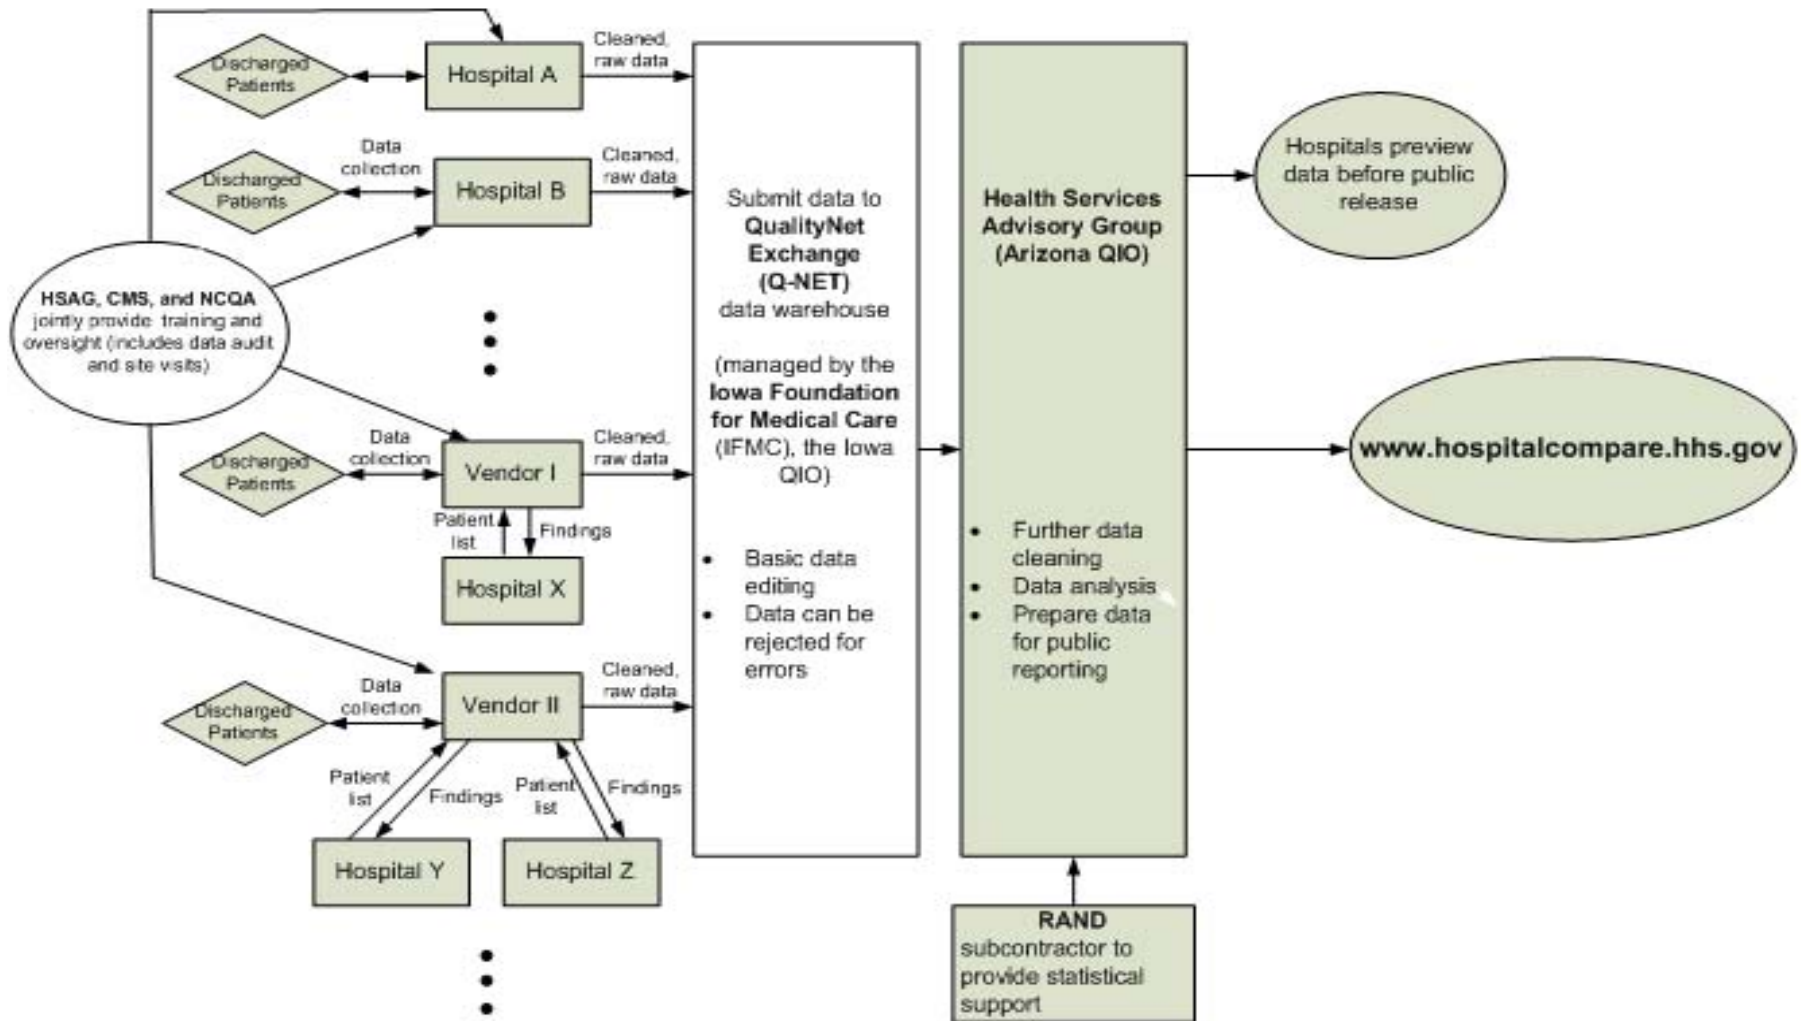 Discharged
Patients
Hospital A
Cleaned,
raw data
Discharged
Patients
Data
collection
Hospital B
Cleaned,
raw data
HSAG, CMS, and NCQA
jointly provide training and
oversight (includes data audit
and site visits)
Discharged
Patients
Data
collection
Vendor I
Cleaned,
raw data
Patient
list
Findings
Hospital X
Discharged
Patients
Data
collection
Vendor II
Cleaned,
raw data
Patient
list
Findings
Patient
list
Findings
Hospital Y
Hospital Z
Submit data to
QualityNet
Exchange
(Q-NET)
data warehouse
(managed by the
Iowa Foundation
for Medical Care
(IFMC), the Iowa
QIO)
• Basic data
editing
• Data can be
rejected for
errors
Health Services
Advisory Group
(Arizona QIO)
• Further data
cleaning
• Data analysis
• Prepare data
for public
reporting
RAND
subcontractor to
provide statistical
support
Hospitals preview
data before public
release
www.hospitalcompare.hhs.gov